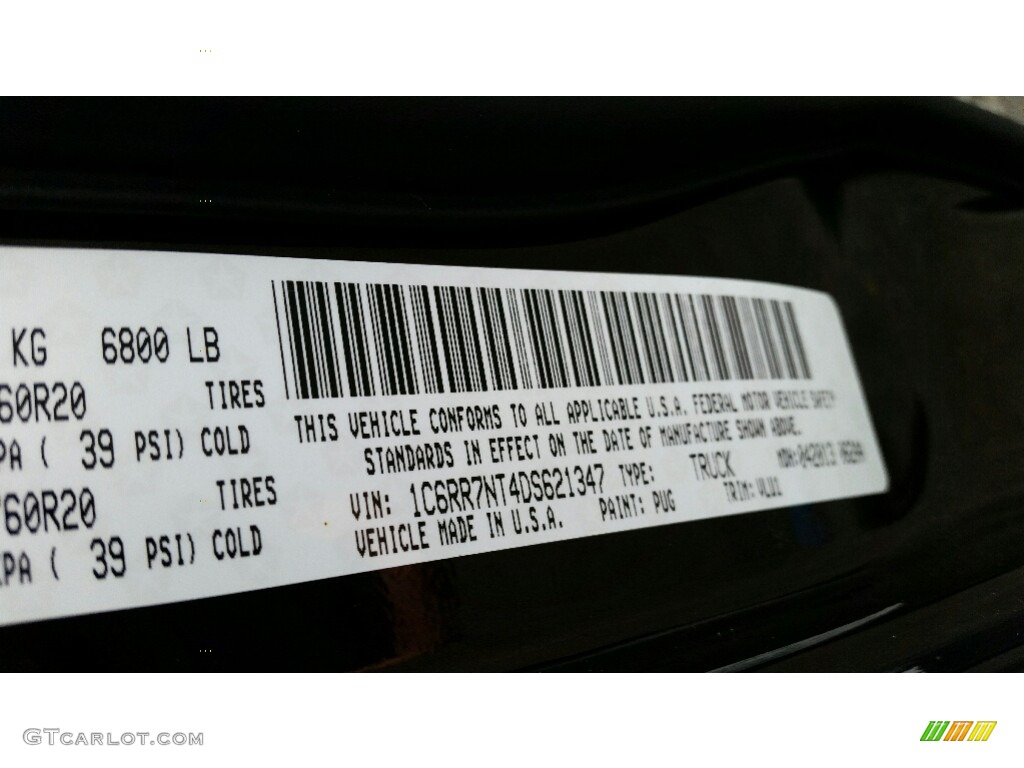 KG 6800 LB
60R20 TIRES
PA ( 39 PSI) COLD
60R20 TIRES
PA ( 39 PSI) COLD
THIS VEHICLE CONFORMS TO ALL APPLICABLE U.S.A. FEDERAL MOTOR VEHICLE SAFETY
STANDARDS IN EFFECT ON THE DATE OF MANUFACTURE SHOWN ABOVE.
VIN: 1C6RR7NT4DS621347 TYPE: TRUCK MDH:
VEHICLE MADE IN U.S.A. PAINT: PUG TRIM:
GTCARLOT.COM